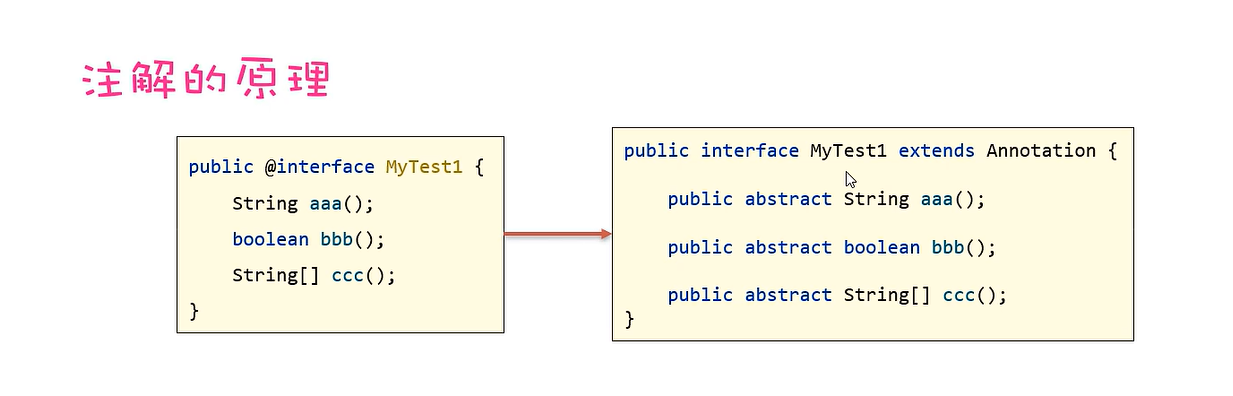 注解的原理
public @interface MyTest1 {
String aaa();
boolean bbb();
String[] ccc();
}
public interface MyTest1 extends Annotation {
public abstract String aaa();
public abstract boolean bbb();
public abstract String[] ccc();
}